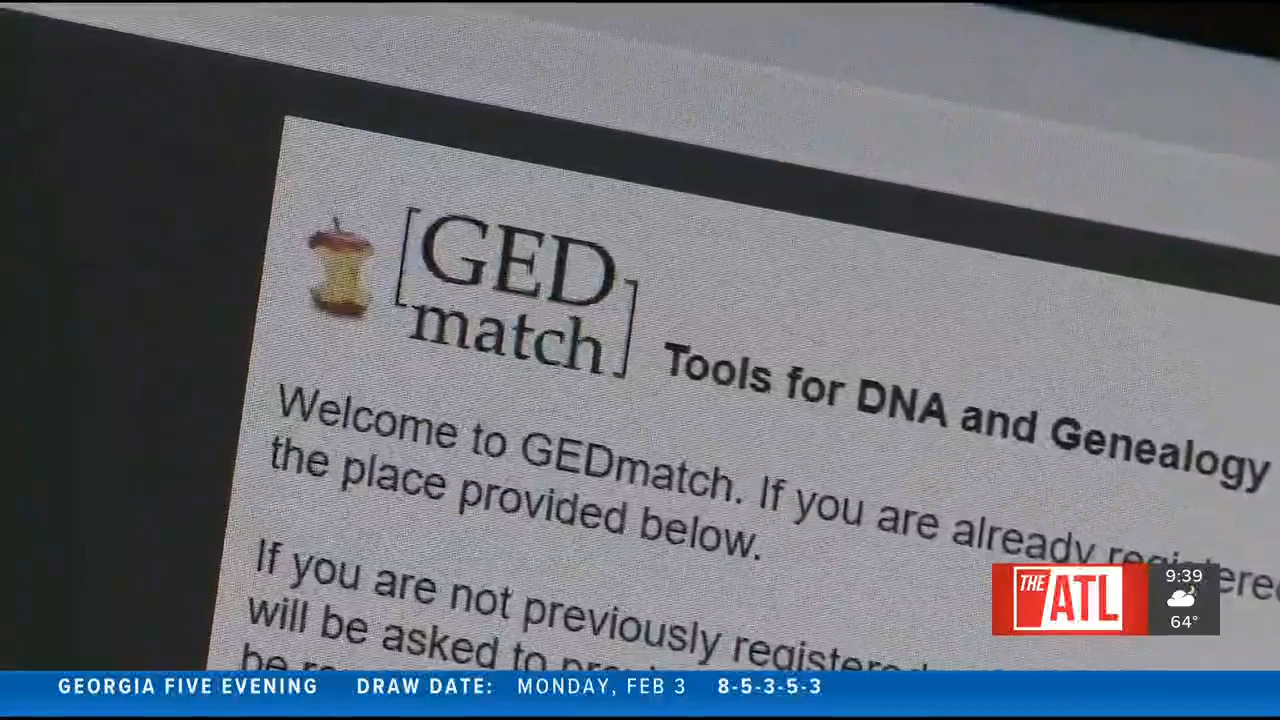 [GED
match]
Tools for DNA and Genealogy
Welcome to GEDmatch. If you are already
the place provided below.
If you are not previously
will be asked to
be
THE
ATL
9:39
64°
GEORGIA FIVE EVENING DRAW DATE: MONDAY, FEB 3 8-5-3-5-3